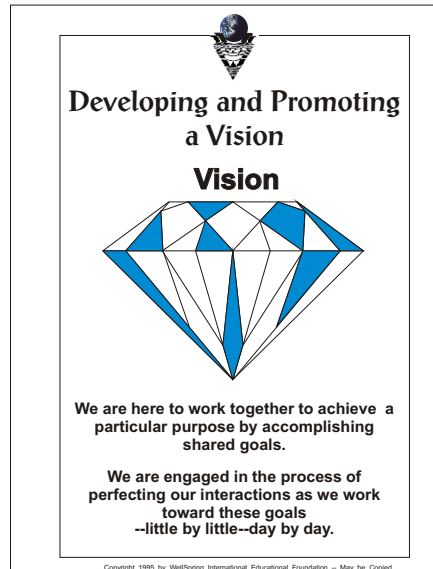 Developing and Promoting
a Vision
Vision
We are here to work together to achieve a
particular purpose by accomplishing
shared goals.
We are engaged in the process of
perfecting our interactions as we work
toward these goals
--little by little--day by day.
Copyright 1995 by WellSpring International Educational Foundation -- May be Copied